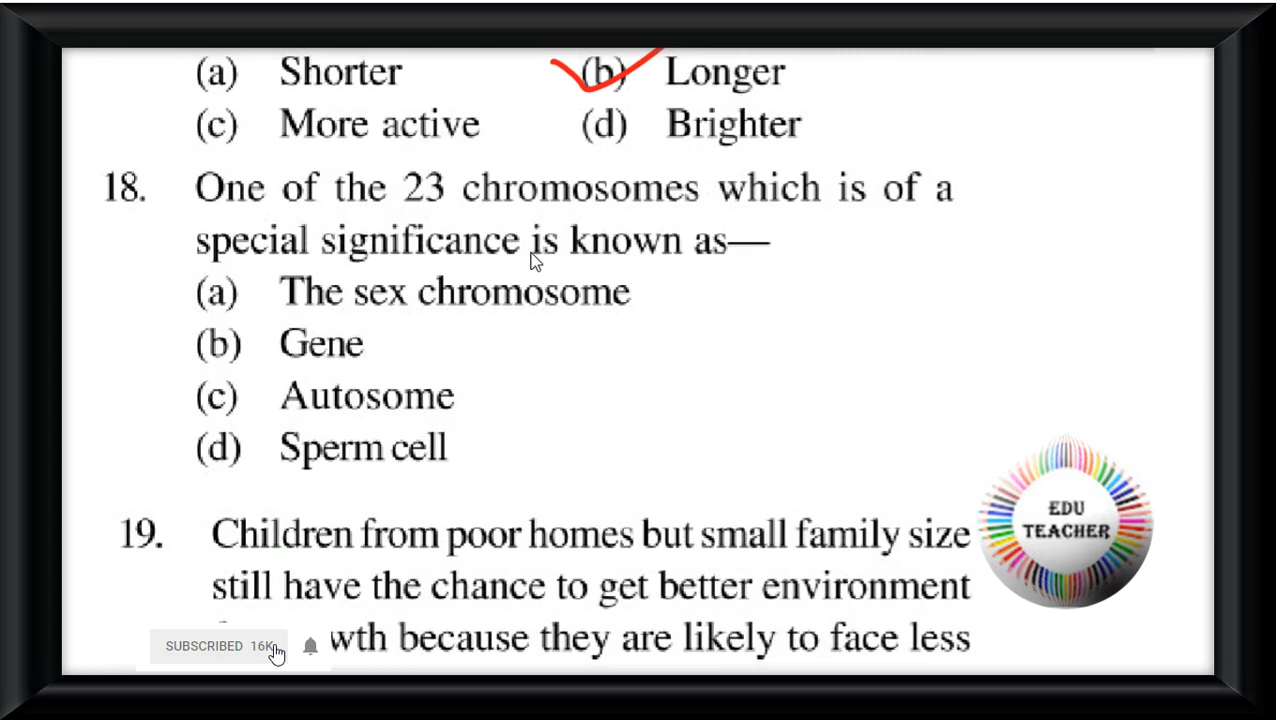 (a) Shorter (b) Longer
(c) More active (d) Brighter
18. One of the 23 chromosomes which is of a
special significance is known as—
(a) The sex chromosome
(b) Gene
(c) Autosome
(d) Sperm cell
19. Children from poor homes but small family size
still have the chance to get better environment
because they are likely to face less
EDU
TEACHER
SUBSCRIBED 16K